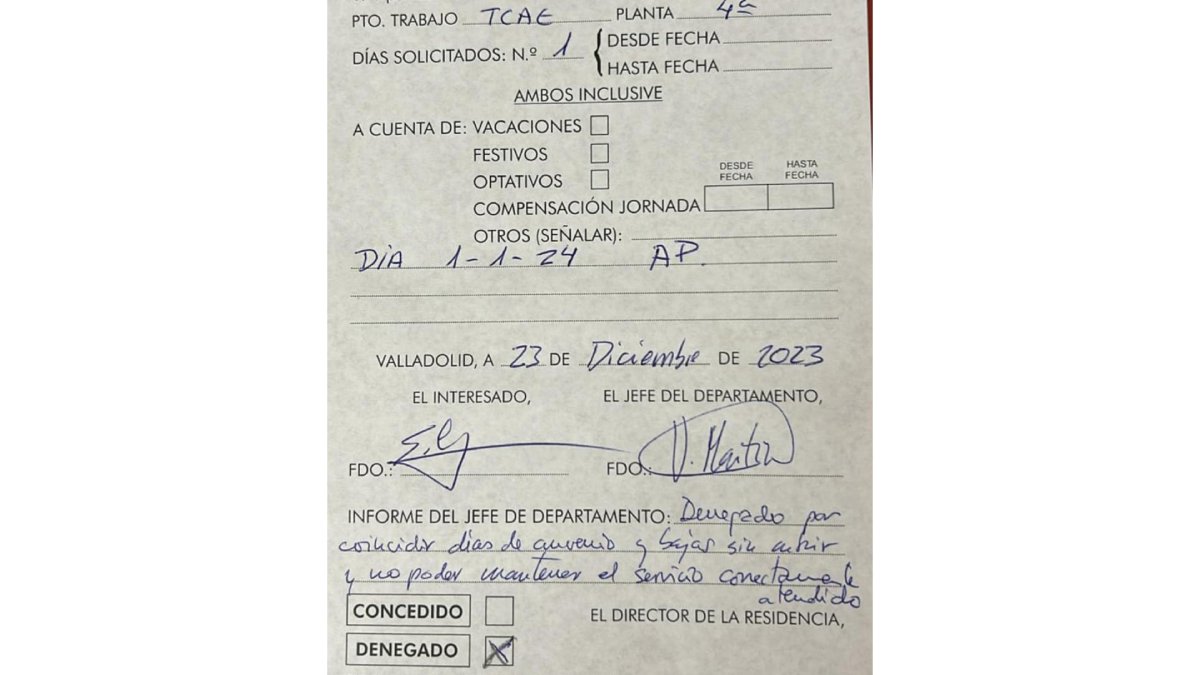 PTO. TRABAJO TCAE PLANTA 4ª
DÍAS SOLICITADOS: N.º 1 { DESDE FECHA
HASTA FECHA
AMBOS INCLUSIVE
A CUENTA DE: VACACIONES
FESTIVOS
OPTATIVOS
DESDE FECHA HASTA FECHA
COMPENSACIÓN JORNADA
OTROS (SEÑALAR):
DIA 1-1-24 AP.
VALLADOLID, A 23 DE Diciembre DE 2023
EL INTERESADO, EL JEFE DEL DEPARTAMENTO,
FDO.: E.G FDO.: V. Martín
INFORME DEL JEFE DE DEPARTAMENTO: Denegado por
coincidir días de convenio y bajas sin cubrir
y no poder mantener el servicio correctamente
atendido
CONCEDIDO EL DIRECTOR DE LA RESIDENCIA,
DENEGADO X